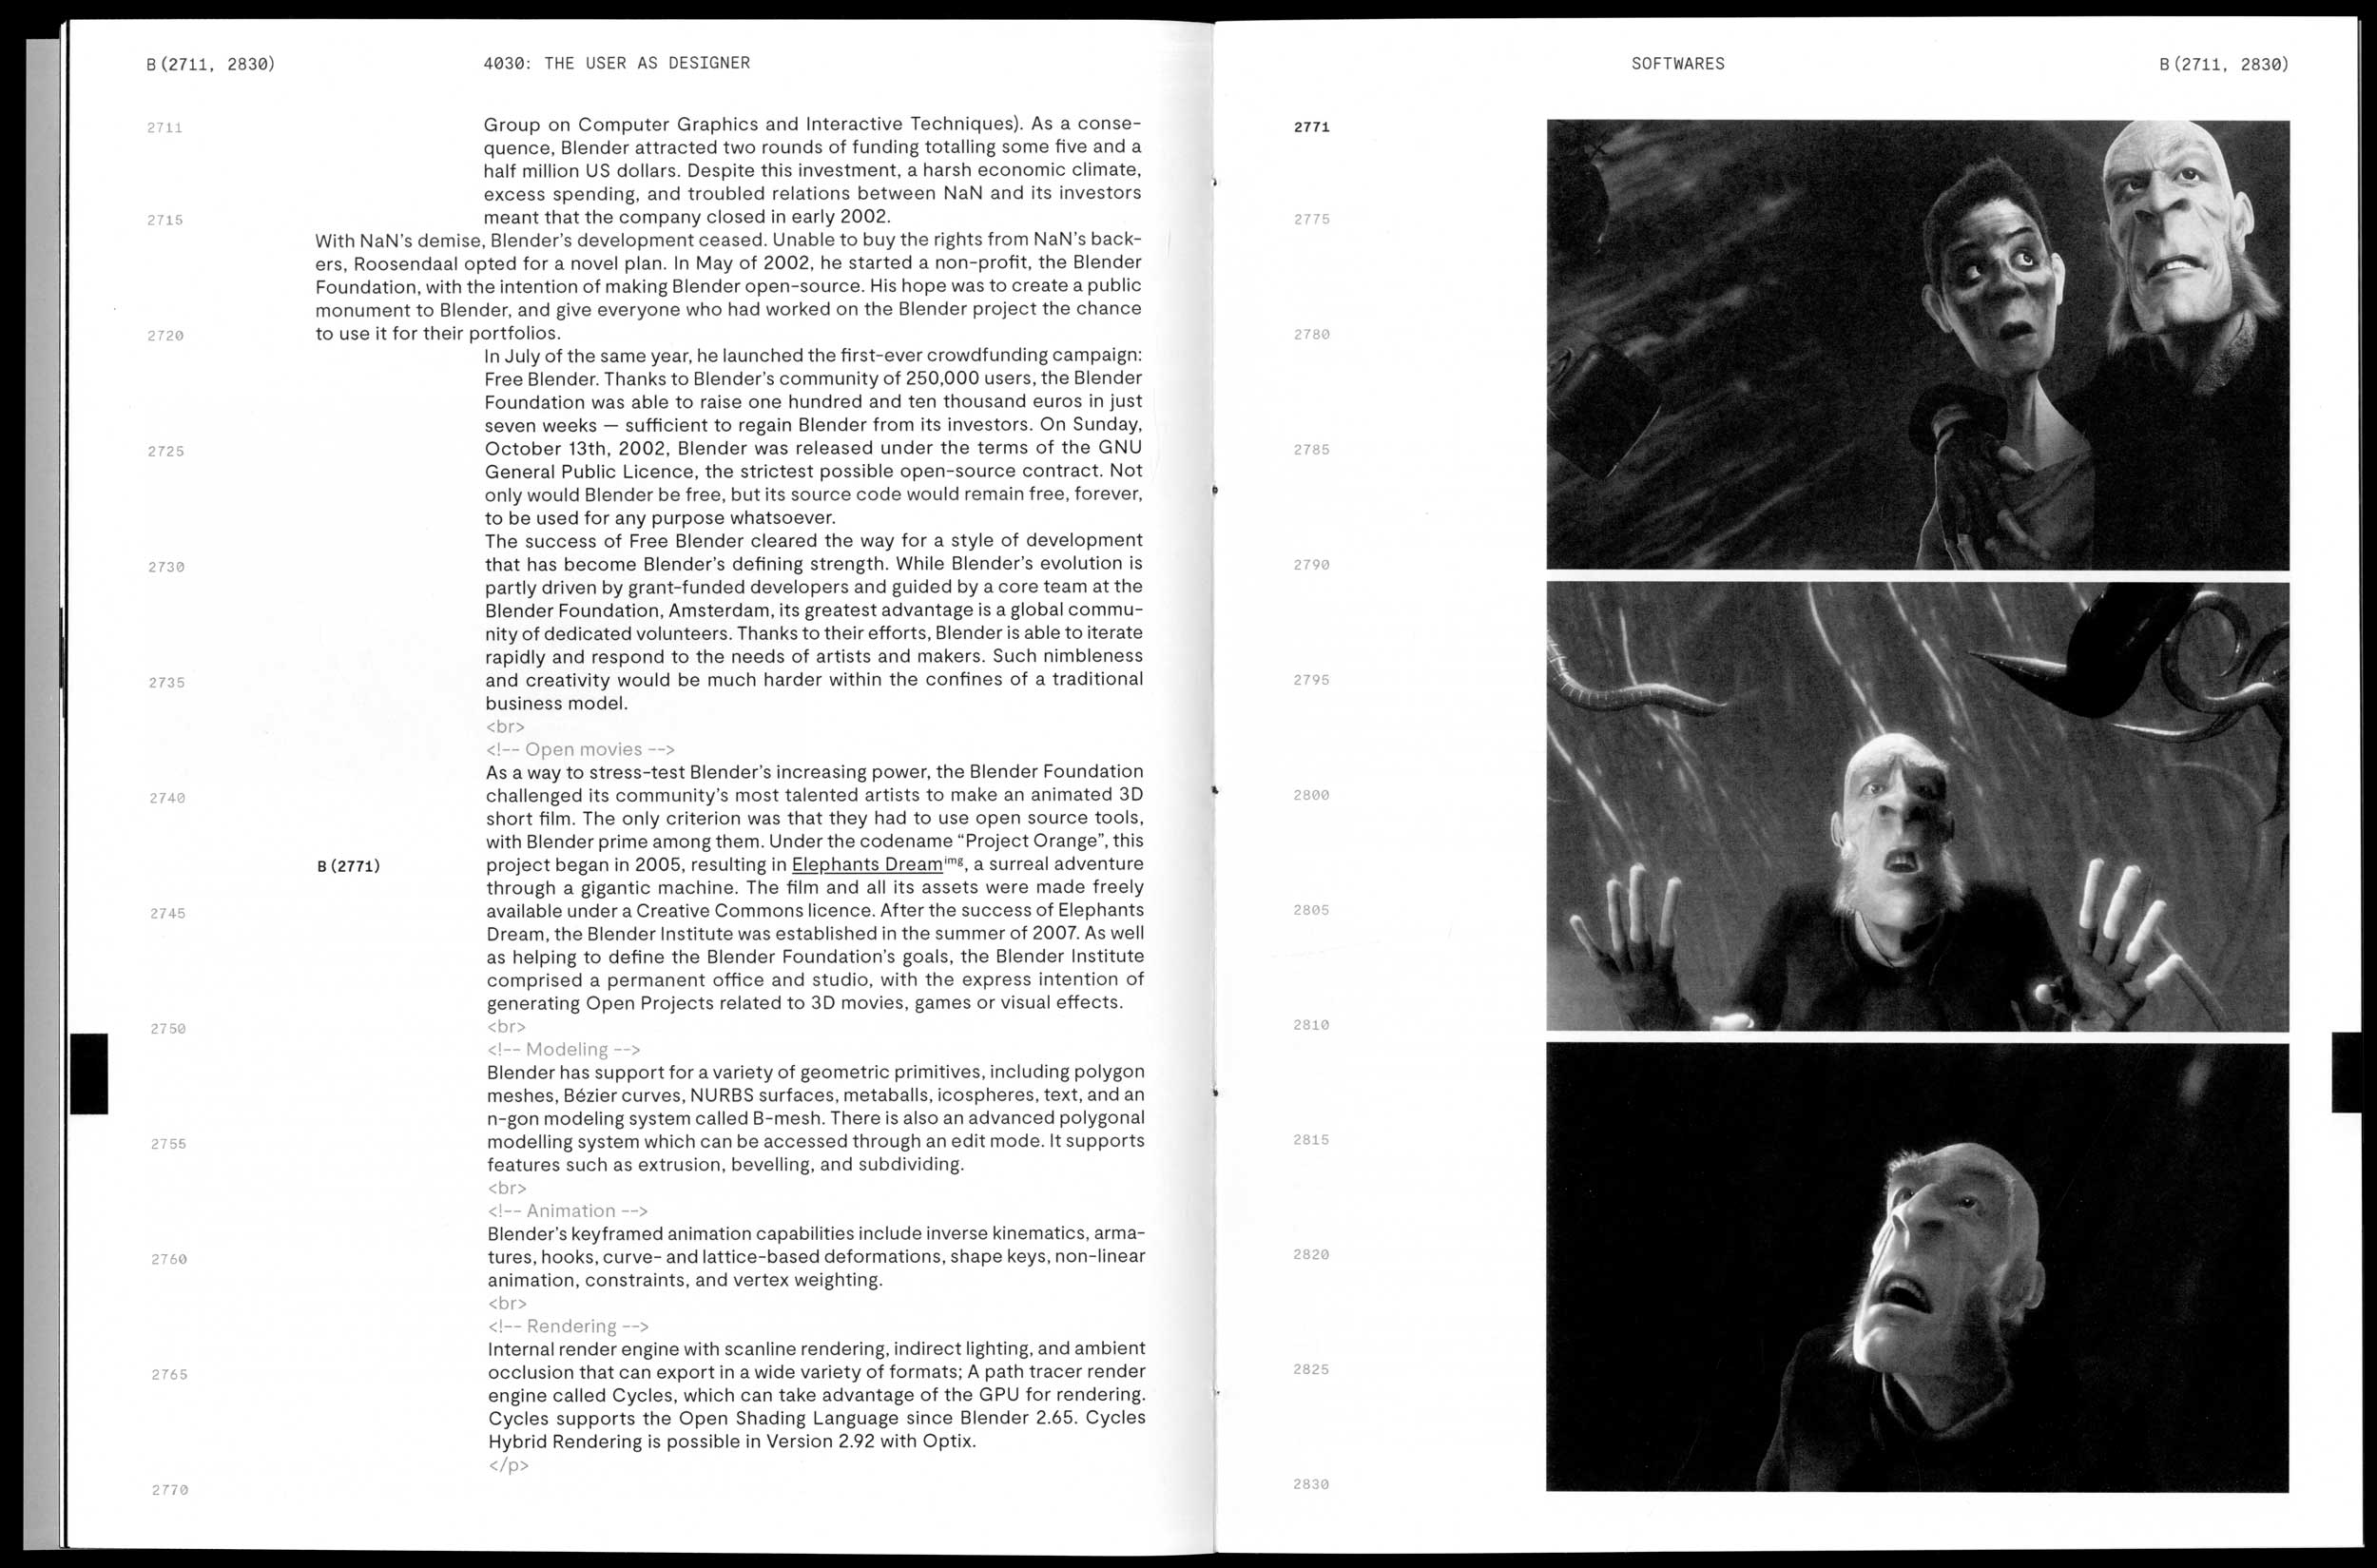 B(2711, 2830)
4030: THE USER AS DESIGNER
2711
Group on Computer Graphics and Interactive Techniques). As a conse-
quence, Blender attracted two rounds of funding totalling some five and a
half million US dollars. Despite this investment, a harsh economic climate,
excess spending, and troubled relations between NaN and its investors
2715
meant that the company closed in early 2002.
With NaN's demise, Blender's development ceased. Unable to buy the rights from NaN's back-
ers, Roosendaal opted for a novel plan. In May of 2002, he started a non-profit, the Blender
Foundation, with the intention of making Blender open-source. His hope was to create a public
monument to Blender, and give everyone who had worked on the Blender project the chance
2720
to use it for their portfolios.
In July of the same year, he launched the first-ever crowdfunding campaign:
Free Blender. Thanks to Blender's community of 250,000 users, the Blender
Foundation was able to raise one hundred and ten thousand euros in just
seven weeks — sufficient to regain Blender from its investors. On Sunday,
2725
October 13th, 2002, Blender was released under the terms of the GNU
General Public Licence, the strictest possible open-source contract. Not
only would Blender be free, but its source code would remain free, forever,
to be used for any purpose whatsoever.
The success of Free Blender cleared the way for a style of development
2730
that has become Blender's defining strength. While Blender's evolution is
partly driven by grant-funded developers and guided by a core team at the
Blender Foundation, Amsterdam, its greatest advantage is a global commu-
nity of dedicated volunteers. Thanks to their efforts, Blender is able to iterate
rapidly and respond to the needs of artists and makers. Such nimbleness
2735
and creativity would be much harder within the confines of a traditional
business model.
<br>
<!-- Open movies -->
As a way to stress-test Blender's increasing power, the Blender Foundation
2740
challenged its community's most talented artists to make an animated 3D
short film. The only criterion was that they had to use open source tools,
with Blender prime among them. Under the codename “Project Orange”, this
B(2771)
project began in 2005, resulting in Elephants Dreamimg, a surreal adventure
through a gigantic machine. The film and all its assets were made freely
2745
available under a Creative Commons licence. After the success of Elephants
Dream, the Blender Institute was established in the summer of 2007. As well
as helping to define the Blender Foundation's goals, the Blender Institute
comprised a permanent office and studio, with the express intention of
generating Open Projects related to 3D movies, games or visual effects.
2750
<br>
<!-- Modeling -->
Blender has support for a variety of geometric primitives, including polygon
meshes, Bézier curves, NURBS surfaces, metaballs, icospheres, text, and an
n-gon modeling system called B-mesh. There is also an advanced polygonal
2755
modelling system which can be accessed through an edit mode. It supports
features such as extrusion, bevelling, and subdividing.
<br>
<!-- Animation -->
Blender's keyframed animation capabilities include inverse kinematics, arma-
2760
tures, hooks, curve- and lattice-based deformations, shape keys, non-linear
animation, constraints, and vertex weighting.
<br>
<!-- Rendering -->
Internal render engine with scanline rendering, indirect lighting, and ambient
2765
occlusion that can export in a wide variety of formats; A path tracer render
engine called Cycles, which can take advantage of the GPU for rendering.
Cycles supports the Open Shading Language since Blender 2.65. Cycles
Hybrid Rendering is possible in Version 2.92 with Optix.
</p>
2770
SOFTWARES
B(2711, 2830)
2771
2775
2780
2785
2790
2795
2800
2805
2810
2815
2820
2825
2830